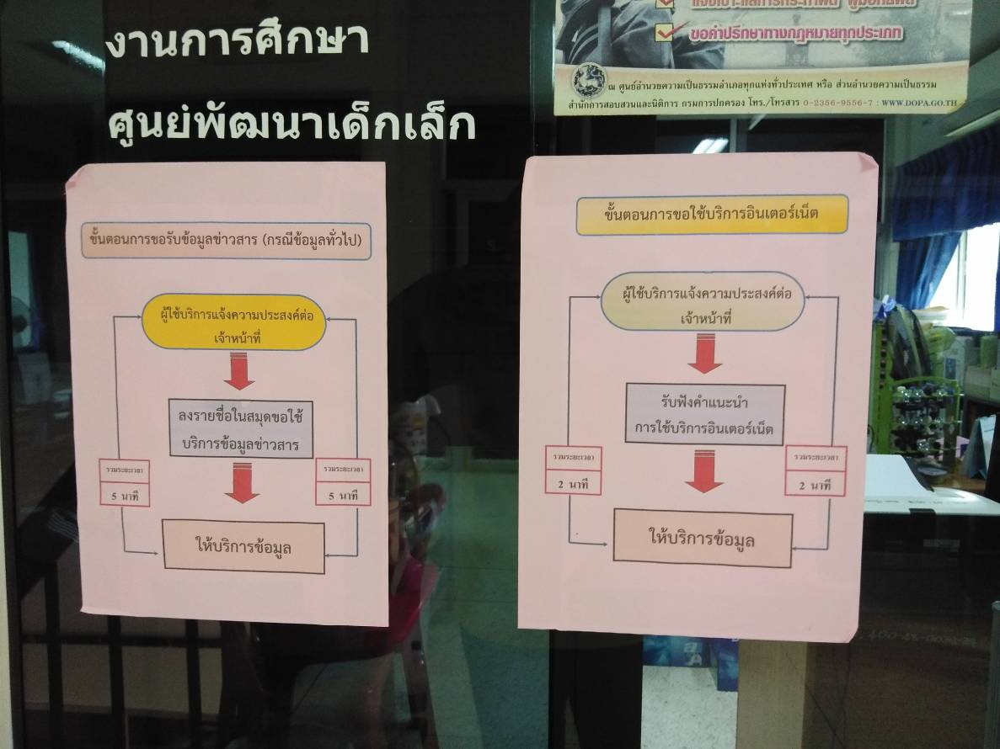 งานการศึกษา
ศูนย์พัฒนาเด็กเล็ก
ขอคำปรึกษาทางกฎหมายทุกประเภท
ณ ศูนย์อำนวยความเป็นธรรมอำเภอทุกแห่งทั่วประเทศ หรือ ส่วนอำนวยความเป็นธรรม
สำนักการสอบสวนและนิติการ กรมการปกครอง โทร./โทรสาร 0-2356-9556-7 : WWW.DOPA.GO.TH
ขั้นตอนการขอรับข้อมูลข่าวสาร (กรณีข้อมูลทั่วไป)
ผู้ใช้บริการแจ้งความประสงค์ต่อ
เจ้าหน้าที่
ลงรายชื่อในสมุดขอใช้
บริการข้อมูลข่าวสาร
รวมระยะเวลา
5 นาที
รวมระยะเวลา
5 นาที
ให้บริการข้อมูล
ขั้นตอนการขอใช้บริการอินเตอร์เน็ต
ผู้ใช้บริการแจ้งความประสงค์ต่อ
เจ้าหน้าที่
รับฟังคำแนะนำ
การใช้บริการอินเตอร์เน็ต
รวมระยะเวลา
2 นาที
รวมระยะเวลา
2 นาที
ให้บริการข้อมูล